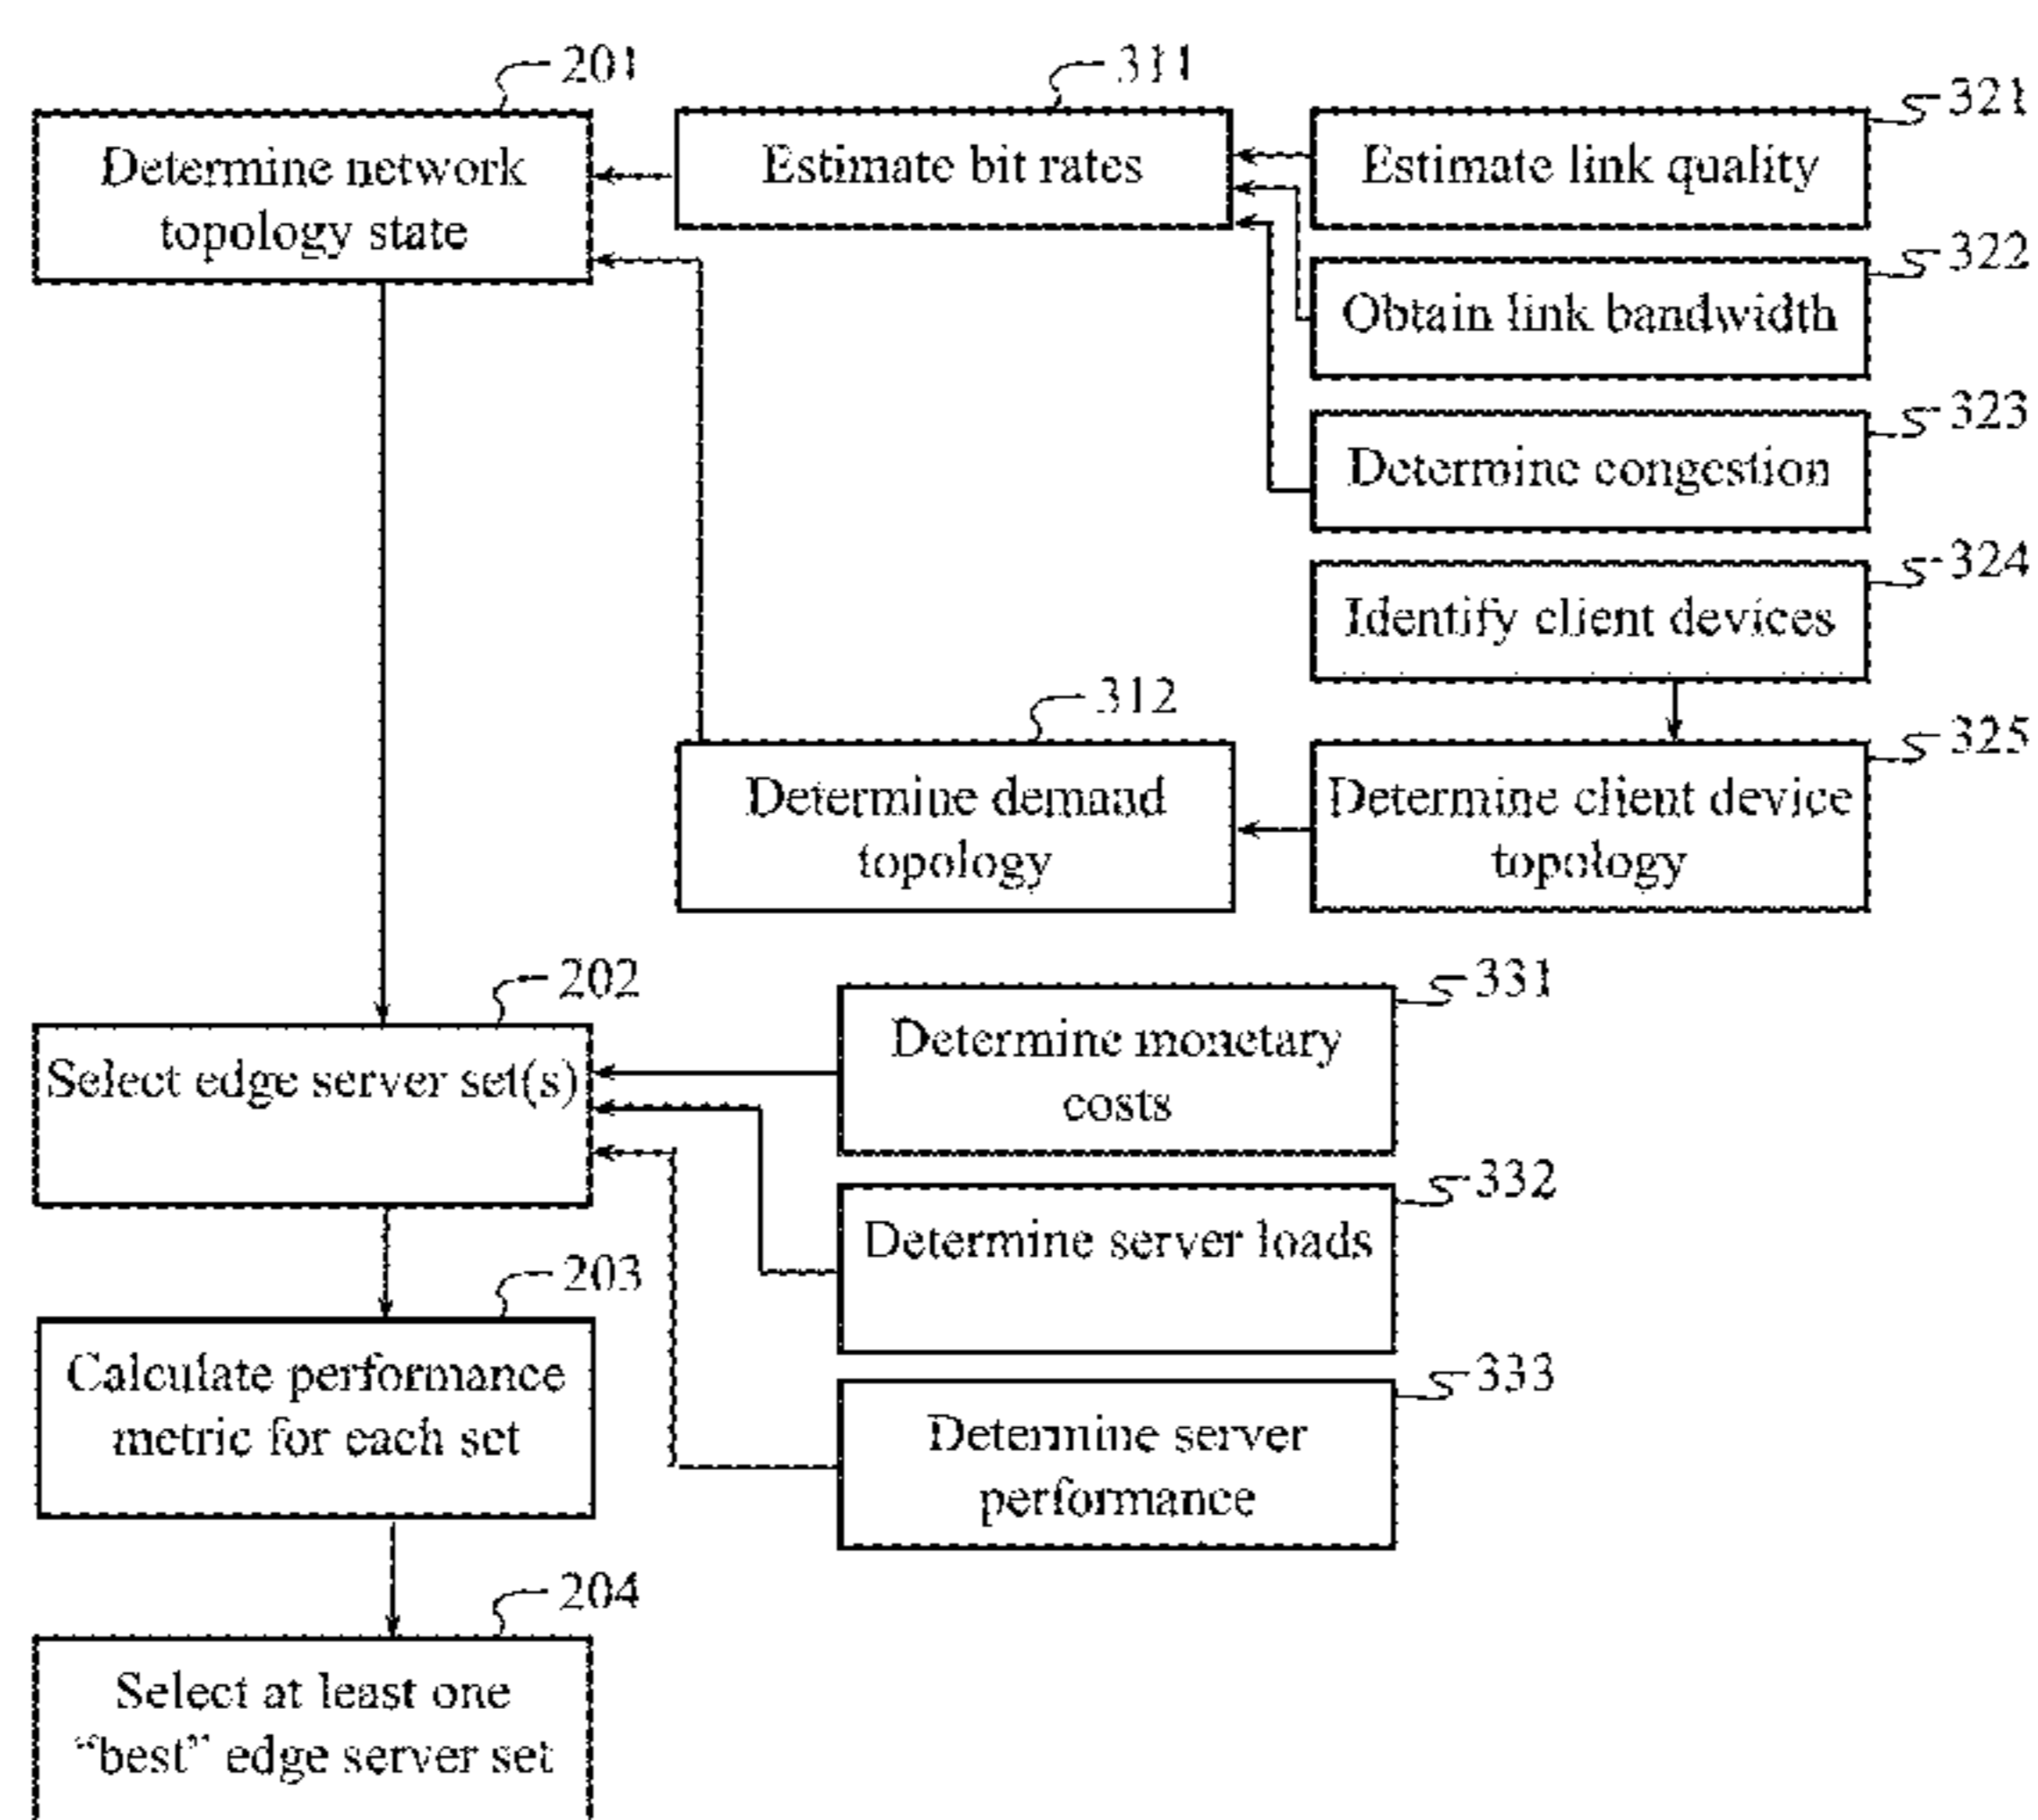 201
311
321
Determine network
topology state
Estimate bit rates
Estimate link quality
322
Obtain link bandwidth
323
Determine congestion
324
Identify client devices
312
325
Determine demand
topology
Determine client device
topology
202
331
Select edge server set(s)
Determine monetary
costs
332
Determine server loads
203
Calculate performance
metric for each set
333
Determine server
performance
204
Select at least one
“best” edge server set